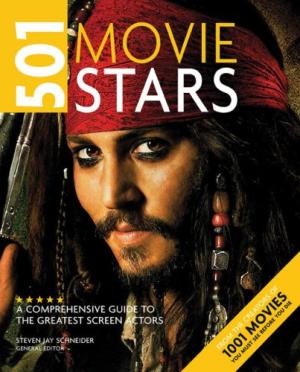 501
MOVIE
STARS
A COMPREHENSIVE GUIDE TO
THE GREATEST SCREEN ACTORS
STEVEN JAY SCHNEIDER
GENERAL EDITOR
FROM THE CREATORS OF
1001 MOVIES
YOU MUST SEE BEFORE YOU DIE